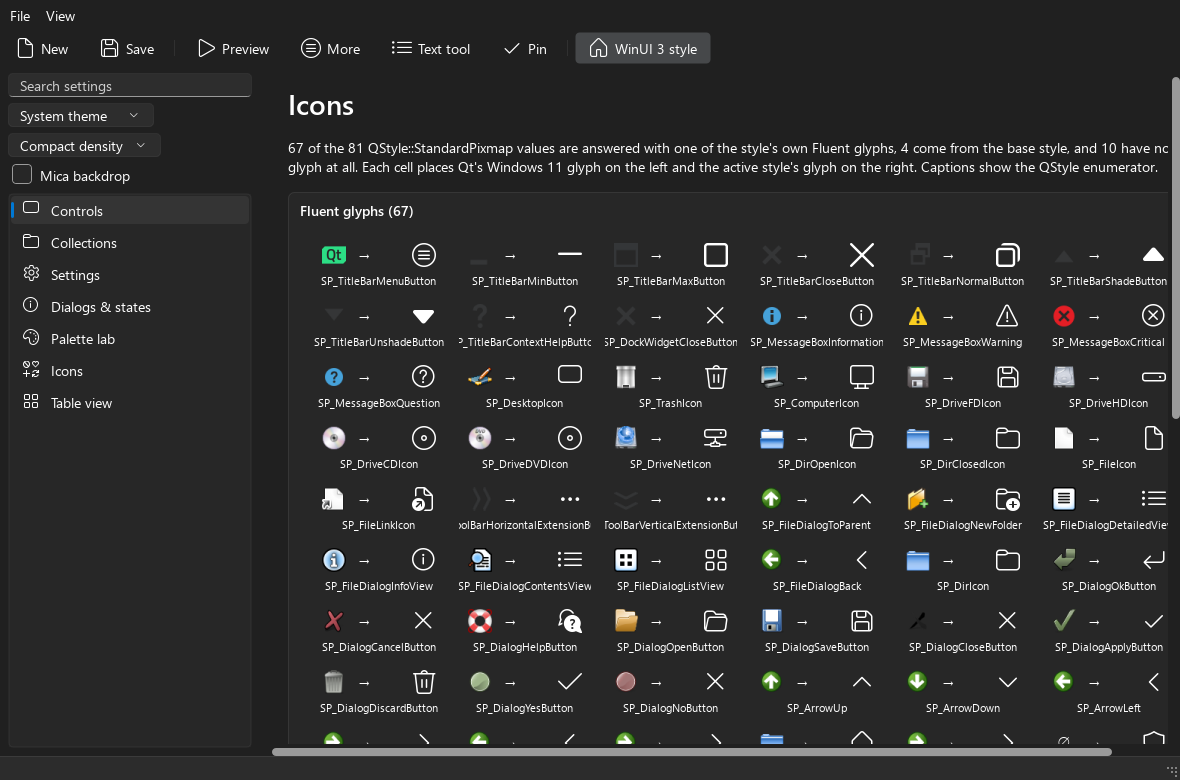 File View
New Save Preview More Text tool Pin WinUI 3 style
Search settings
System theme
Compact density
Mica backdrop
Controls
Collections
Settings
Dialogs & states
Palette lab
Icons
Table view
Icons
67 of the 81 QStyle::StandardPixmap values are answered with one of the style's own Fluent glyphs, 4 come from the base style, and 10 have no
glyph at all. Each cell places Qt's Windows 11 glyph on the left and the active style's glyph on the right. Captions show the QStyle enumerator.
Fluent glyphs (67)
Qt → → → → → →
SP_TitleBarMenuButton SP_TitleBarMinButton SP_TitleBarMaxButton SP_TitleBarCloseButton SP_TitleBarNormalButton SP_TitleBarShadeButton
→ → → → → →
SP_TitleBarUnshadeButton P_TitleBarContextHelpButto SP_DockWidgetCloseButton SP_MessageBoxInformation SP_MessageBoxWarning SP_MessageBoxCritical
→ → → → → →
SP_MessageBoxQuestion SP_DesktopIcon SP_TrashIcon SP_ComputerIcon SP_DriveFDIcon SP_DriveHDIcon
→ → → → → →
SP_DriveCDIcon SP_DriveDVDIcon SP_DriveNetIcon SP_DirOpenIcon SP_DirClosedIcon SP_FileIcon
→ → → → → →
SP_FileLinkIcon olBarHorizontalExtensionB ToolBarVerticalExtensionBut SP_FileDialogToParent SP_FileDialogNewFolder SP_FileDialogDetailedView
→ → → → → →
SP_FileDialogInfoView SP_FileDialogContentsView SP_FileDialogListView SP_FileDialogBack SP_DirIcon SP_DialogOkButton
→ → → → → →
SP_DialogCancelButton SP_DialogHelpButton SP_DialogOpenButton SP_DialogSaveButton SP_DialogCloseButton SP_DialogApplyButton
→ → → → → →
SP_DialogDiscardButton SP_DialogYesButton SP_DialogNoButton SP_ArrowUp SP_ArrowDown SP_ArrowLeft
→ → → → → →